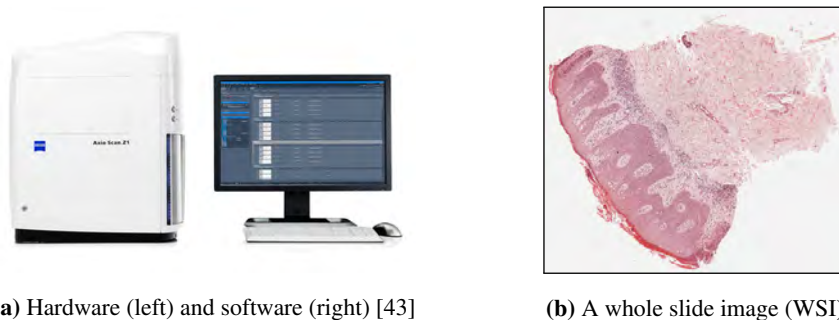 Axio Scan Z1
a) Hardware (left) and software (right) [43]
(b) A whole slide image (WSI)